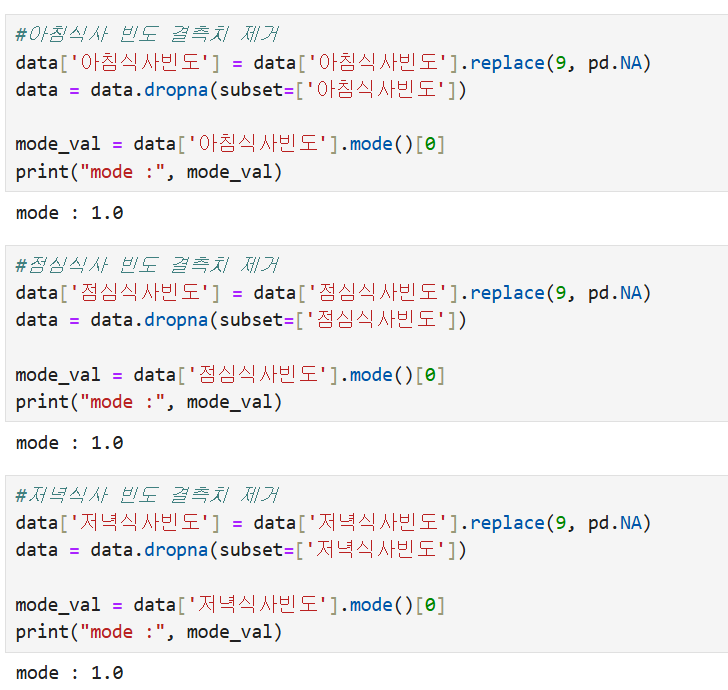 #아침식사 빈도 결측치 제거
data['아침식사빈도'] = data['아침식사빈도'].replace(9, pd.NA)
data = data.dropna(subset=['아침식사빈도'])
mode_val = data['아침식사빈도'].mode()[0]
print("mode :", mode_val)
mode : 1.0
#점심식사 빈도 결측치 제거
data['점심식사빈도'] = data['점심식사빈도'].replace(9, pd.NA)
data = data.dropna(subset=['점심식사빈도'])
mode_val = data['점심식사빈도'].mode()[0]
print("mode :", mode_val)
mode : 1.0
#저녁식사 빈도 결측치 제거
data['저녁식사빈도'] = data['저녁식사빈도'].replace(9, pd.NA)
data = data.dropna(subset=['저녁식사빈도'])
mode_val = data['저녁식사빈도'].mode()[0]
print("mode :", mode_val)
mode : 1.0